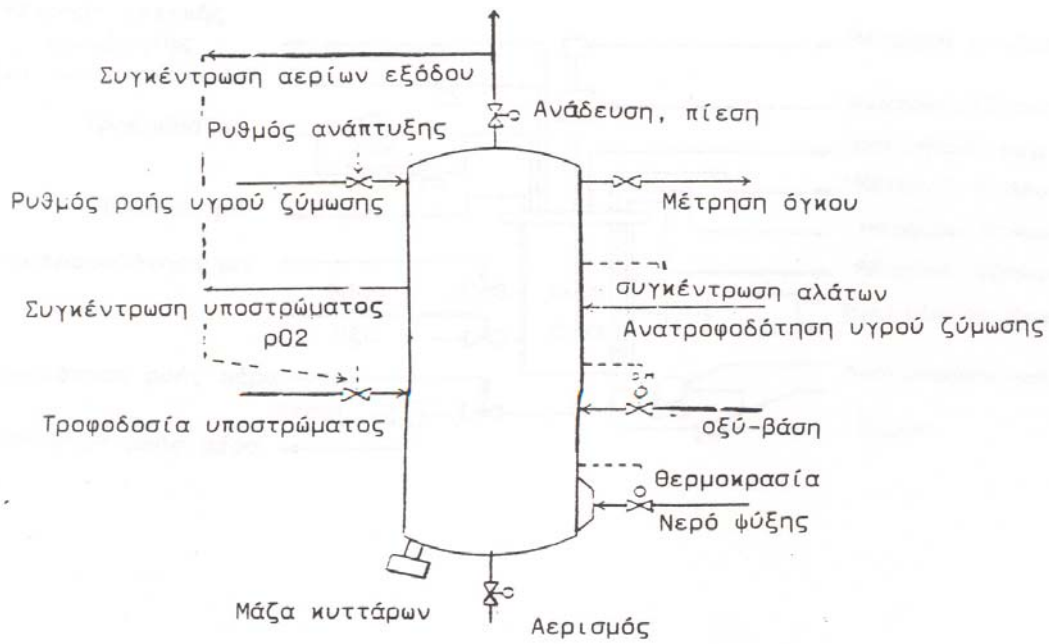 Συγκέντρωση αερίων εξόδου
Ανάδευση, πίεση
Ρυθμός ανάπτυξης
Ρυθμός ροής υγρού ζύμωσης
Μέτρηση όγκου
συγκέντρωση αλάτων
Συγκέντρωση υποστρώματος
Ανατροφοδότηση υγρού ζύμωσης
pO2
Τροφοδοσία υποστρώματος
οξύ-βάση
θερμοκρασία
Νερό ψύξης
Μάζα κυττάρων
Αερισμός